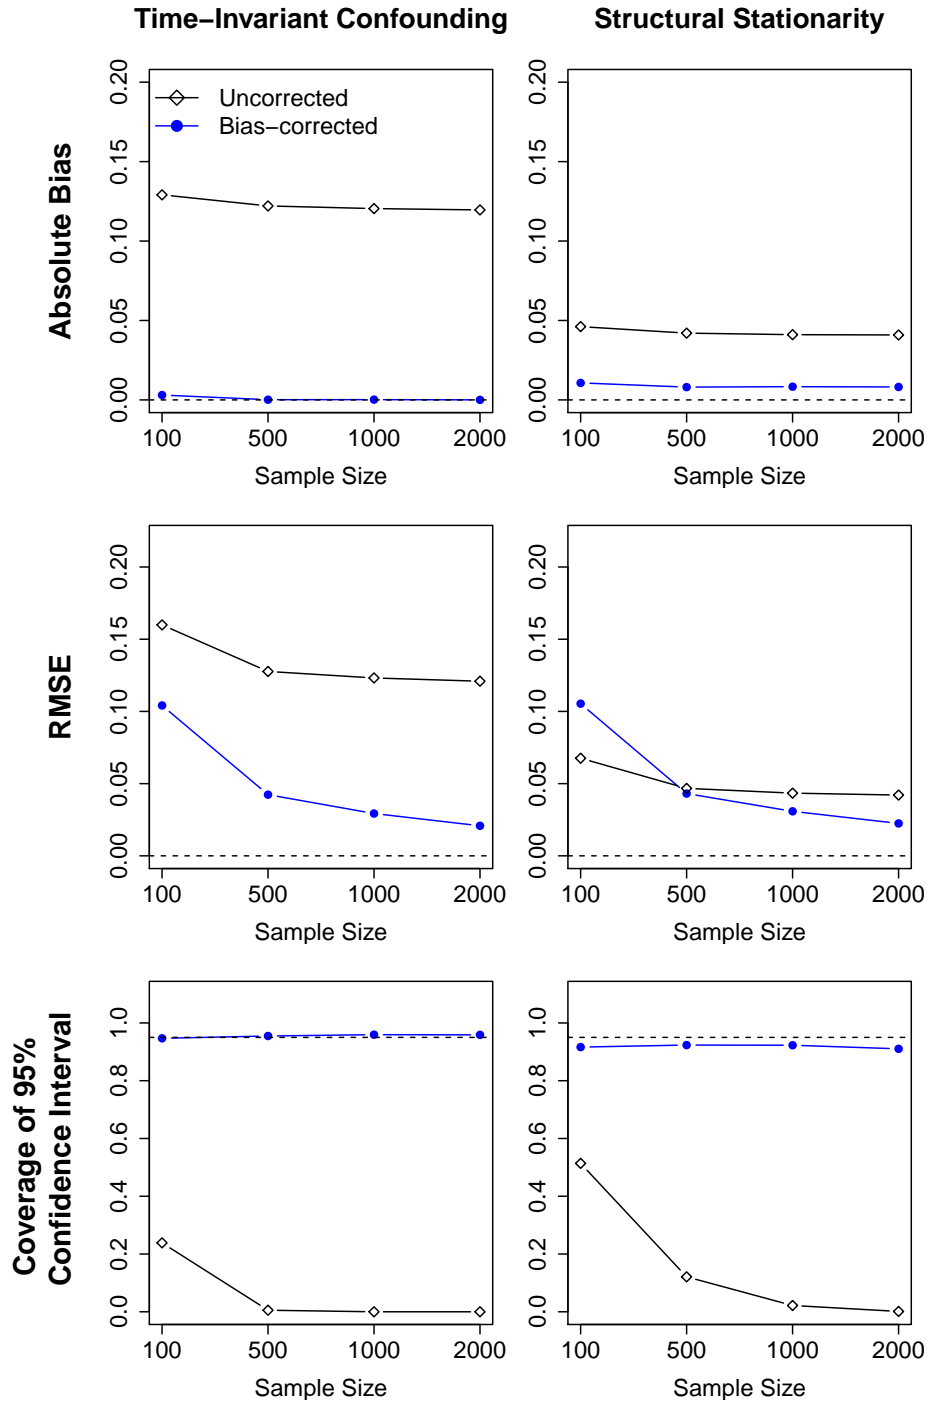 Time−Invariant Confounding
Structural Stationarity
Absolute Bias
0.00 0.05 0.10 0.15 0.20
Uncorrected
Bias−corrected
100 500 1000 2000
Sample Size
0.00 0.05 0.10 0.15 0.20
100 500 1000 2000
Sample Size
RMSE
0.00 0.05 0.10 0.15 0.20
100 500 1000 2000
Sample Size
0.00 0.05 0.10 0.15 0.20
100 500 1000 2000
Sample Size
Coverage of 95%
Confidence Interval
0.0 0.2 0.4 0.6 0.8 1.0
100 500 1000 2000
Sample Size
0.0 0.2 0.4 0.6 0.8 1.0
100 500 1000 2000
Sample Size